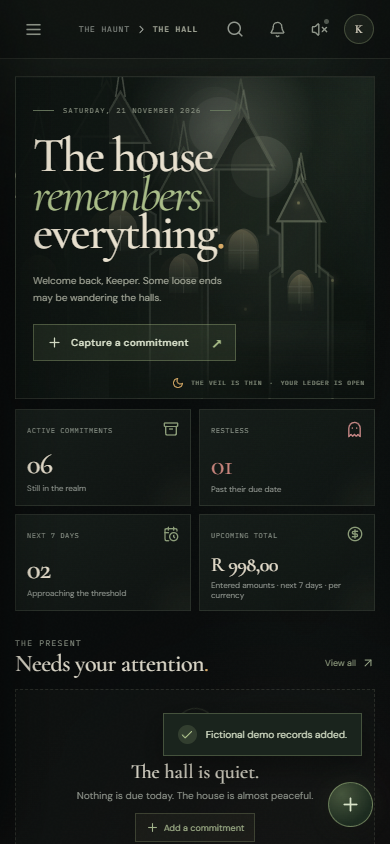 THE HAUNT > THE HALL
K
SATURDAY, 21 NOVEMBER 2026
The house
remembers
everything.
Welcome back, Keeper. Some loose ends
may be wandering the halls.
+ Capture a commitment ↗
THE VEIL IS THIN · YOUR LEDGER IS OPEN
ACTIVE COMMITMENTS
06
Still in the realm
RESTLESS
01
Past their due date
NEXT 7 DAYS
02
Approaching the threshold
UPCOMING TOTAL
R 998,00
Entered amounts · next 7 days · per
currency
THE PRESENT
Needs your attention.
View all ↗
Fictional demo records added.
The hall is quiet.
Nothing is due today. The house is almost peaceful.
+ Add a commitment
+